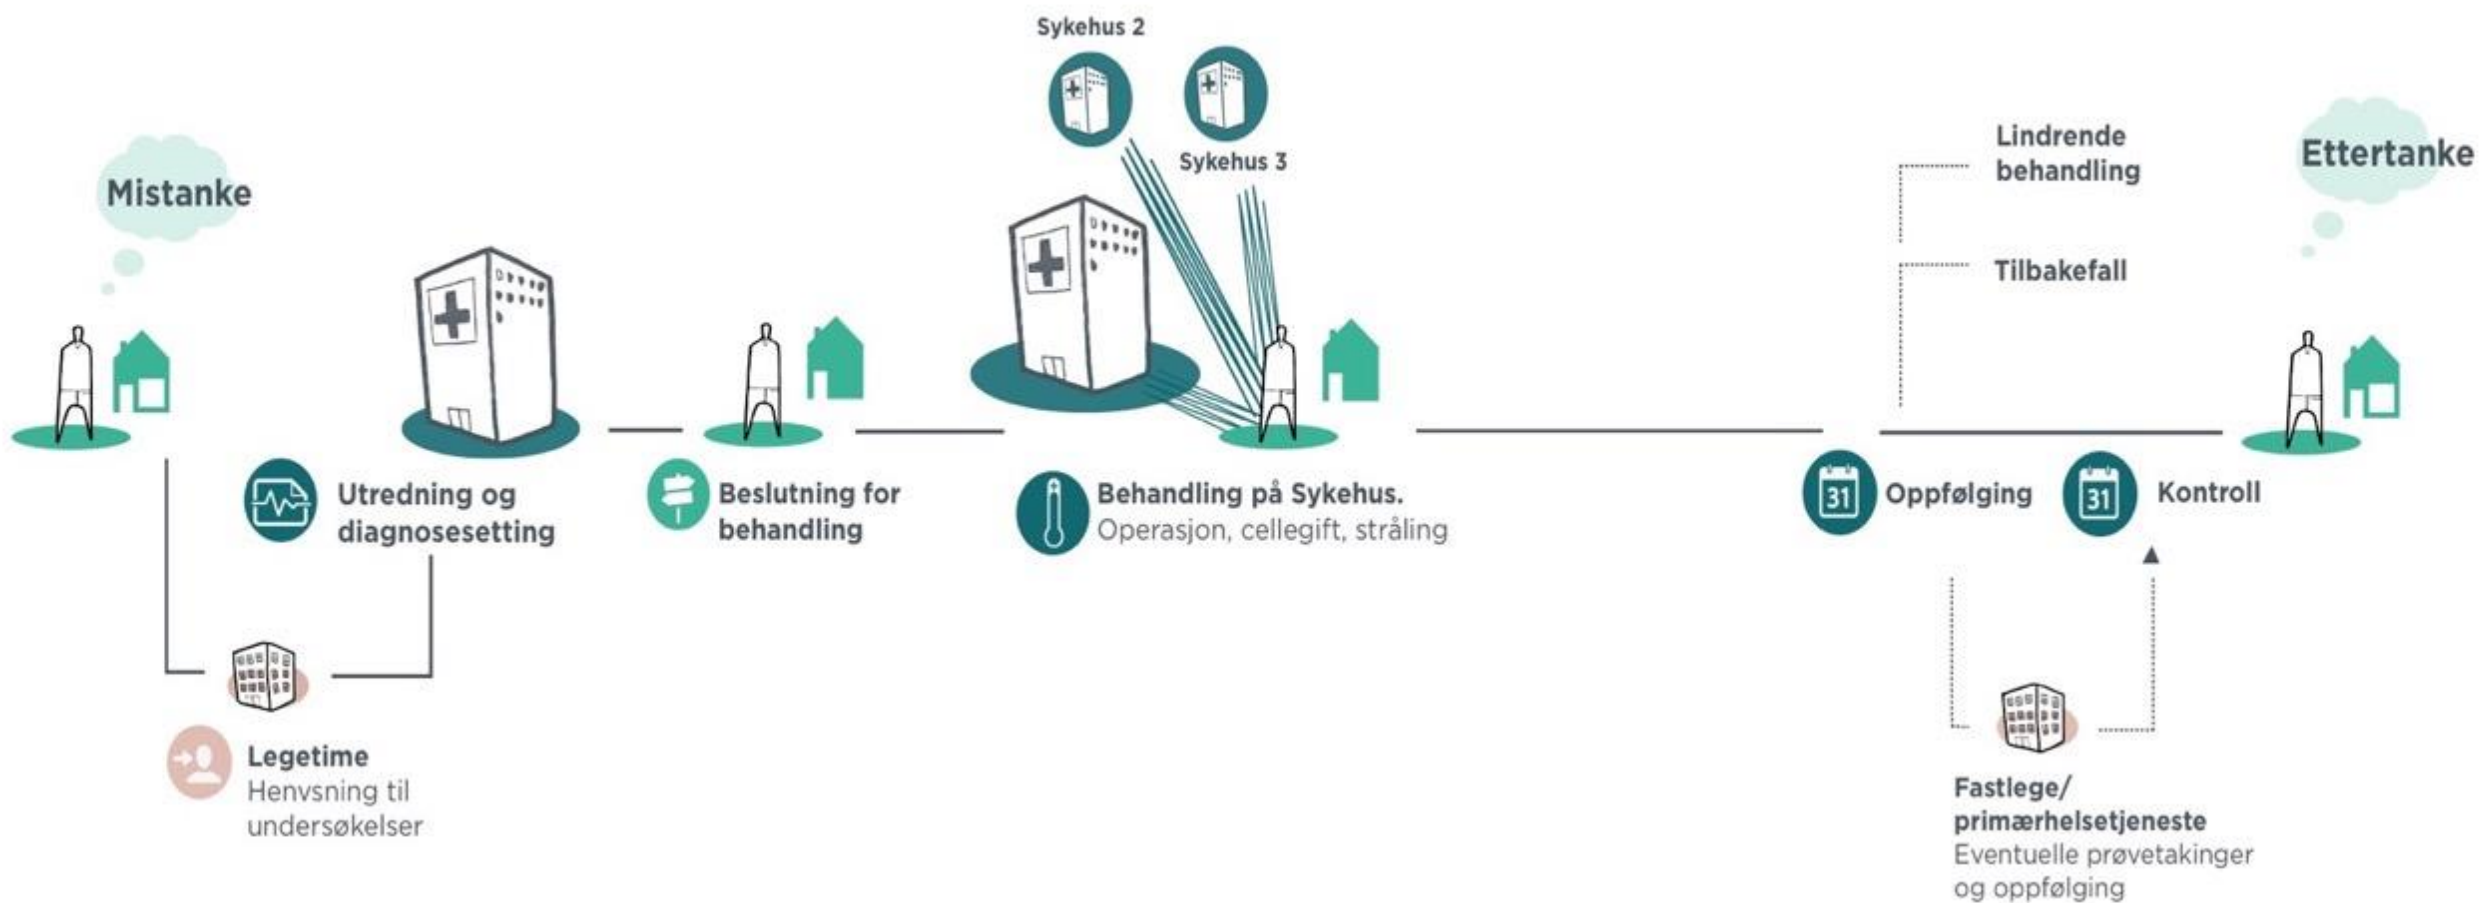 Mistanke
Legetime
Henvsning til
undersøkelser
Utredning og
diagnosesetting
Beslutning for
behandling
Sykehus 2
Sykehus 3
Behandling på Sykehus.
Operasjon, cellegift, stråling
Lindrende
behandling
Tilbakefall
31
Oppfølging
31
Kontroll
Fastlege/
primærhelsetjeneste
Eventuelle prøvetakinger
og oppfølging
Ettertanke